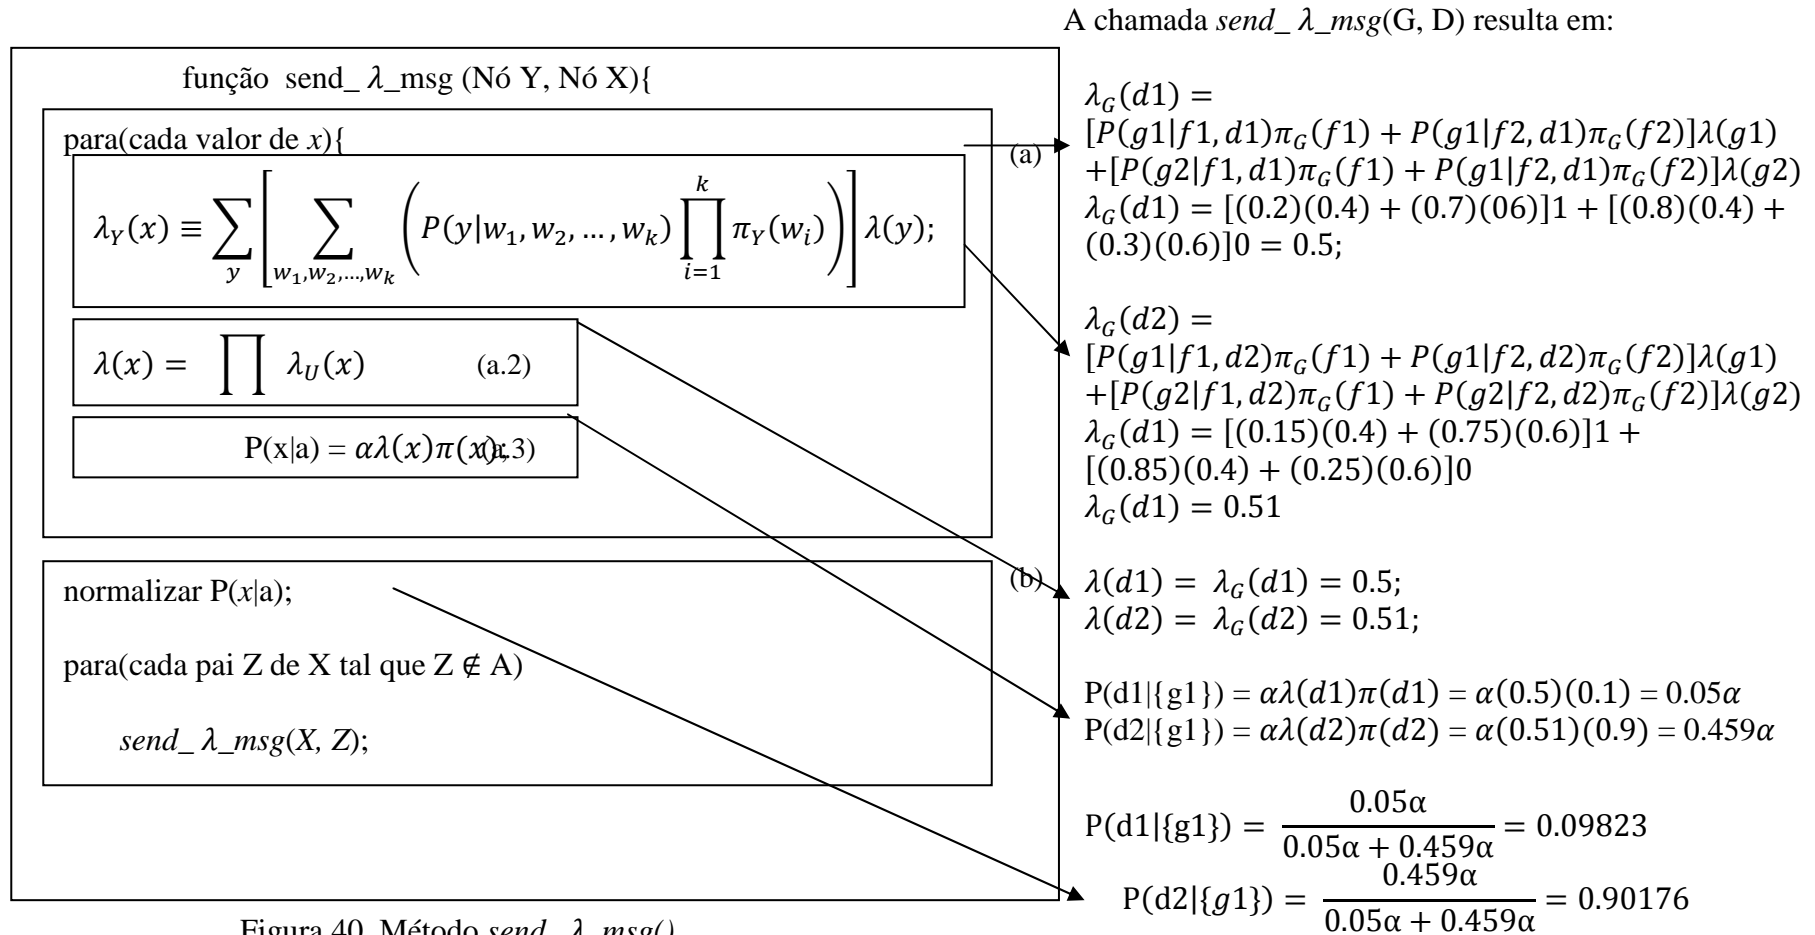 A chamada send_ λ_msg(G, D) resulta em:
função send_ λ_msg (Nó Y, Nó X){
para(cada valor de x){
(a)
λ_Y(x) ≡ ∑_y [∑_{w_1,w_2,…,w_k} (P(y|w_1, w_2, … , w_k) ∏_{i=1}^{k} π_Y(w_i))] λ(y);
λ(x) = ∏ λ_U(x) (a.2)
P(x|a) = αλ(x)π(x); (a.3)
(b)
normalizar P(x|a);
para(cada pai Z de X tal que Z ∉ A)
send_ λ_msg(X, Z);
Figura 40. Método send_ λ_msg()
λ_G(d1) =
[P(g1|f1, d1)π_G(f1) + P(g1|f2, d1)π_G(f2)]λ(g1)
+[P(g2|f1, d1)π_G(f1) + P(g1|f2, d1)π_G(f2)]λ(g2)
λ_G(d1) = [(0.2)(0.4) + (0.7)(06)]1 + [(0.8)(0.4) +
(0.3)(0.6)]0 = 0.5;
λ_G(d2) =
[P(g1|f1, d2)π_G(f1) + P(g1|f2, d2)π_G(f2)]λ(g1)
+[P(g2|f1, d2)π_G(f1) + P(g2|f2, d2)π_G(f2)]λ(g2)
λ_G(d1) = [(0.15)(0.4) + (0.75)(0.6)]1 +
[(0.85)(0.4) + (0.25)(0.6)]0
λ_G(d1) = 0.51
λ(d1) = λ_G(d1) = 0.5;
λ(d2) = λ_G(d2) = 0.51;
P(d1|{g1}) = αλ(d1)π(d1) = α(0.5)(0.1) = 0.05α
P(d2|{g1}) = αλ(d2)π(d2) = α(0.51)(0.9) = 0.459α
P(d1|{g1}) = 0.05α / (0.05α + 0.459α) = 0.09823
P(d2|{g1}) = 0.459α / (0.05α + 0.459α) = 0.90176